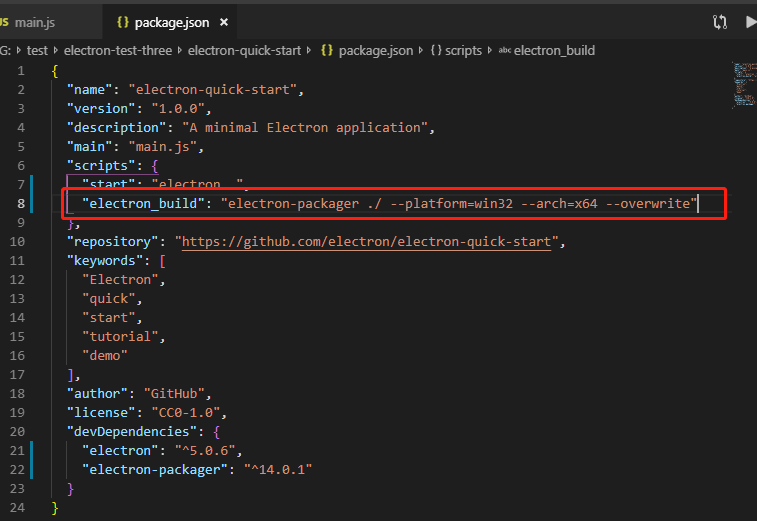 JS main.js {} package.json ×
G: › test › electron-test-three › electron-quick-start › {} package.json › {} scripts › abc electron_build
1 {
2 "name": "electron-quick-start",
3 "version": "1.0.0",
4 "description": "A minimal Electron application",
5 "main": "main.js",
6 "scripts": {
7 "start": "electron .",
8 "electron_build": "electron-packager ./ --platform=win32 --arch=x64 --overwrite"
9 },
10 "repository": "https://github.com/electron/electron-quick-start",
11 "keywords": [
12 "Electron",
13 "quick",
14 "start",
15 "tutorial",
16 "demo"
17 ],
18 "author": "GitHub",
19 "license": "CC0-1.0",
20 "devDependencies": {
21 "electron": "^5.0.6",
22 "electron-packager": "^14.0.1"
23 }
24 }